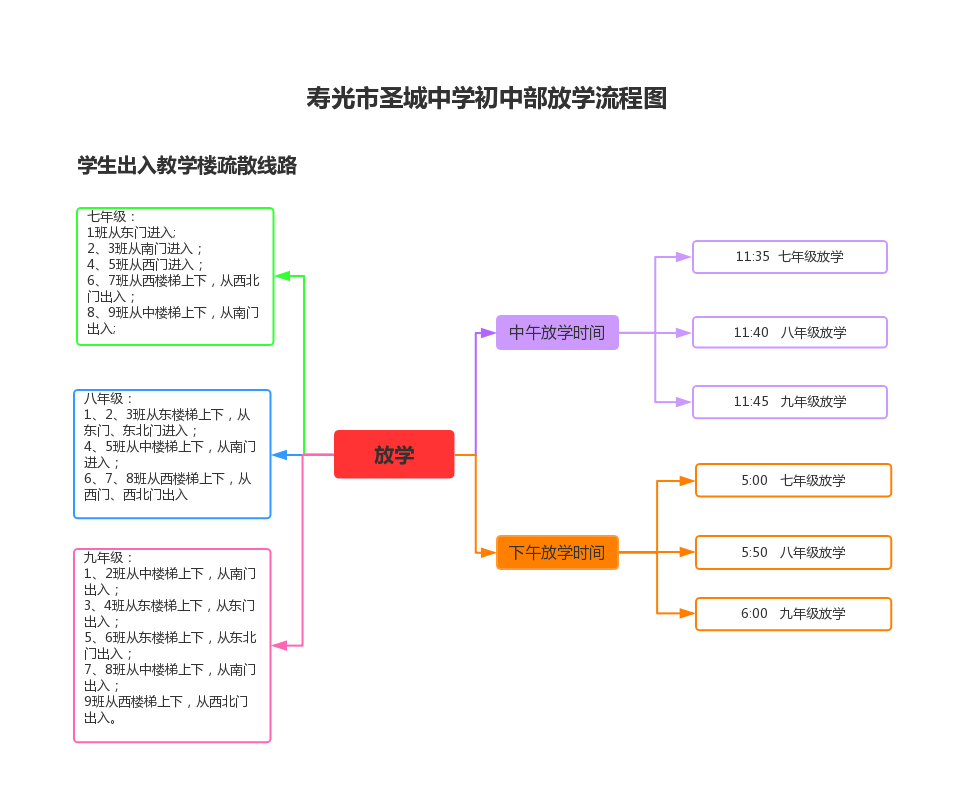 寿光市圣城中学初中部放学流程图
学生出入教学楼疏散线路
七年级：
1班从东门进入;
2、3班从南门进入；
4、5班从西门进入；
6、7班从西楼梯上下，从西北
门出入；
8、9班从中楼梯上下，从南门
出入;
八年级：
1、2、3班从东楼梯上下，从
东门、东北门进入；
4、5班从中楼梯上下，从南门
进入；
6、7、8班从西楼梯上下，从
西门、西北门出入
九年级：
1、2班从中楼梯上下，从南门
出入；
3、4班从东楼梯上下，从东门
出入；
5、6班从东楼梯上下，从东北
门出入；
7、8班从中楼梯上下，从南门
出入；
9班从西楼梯上下，从西北门
出入。
放学
中午放学时间
11:35 七年级放学
11:40 八年级放学
11:45 九年级放学
下午放学时间
5:00 七年级放学
5:50 八年级放学
6:00 九年级放学